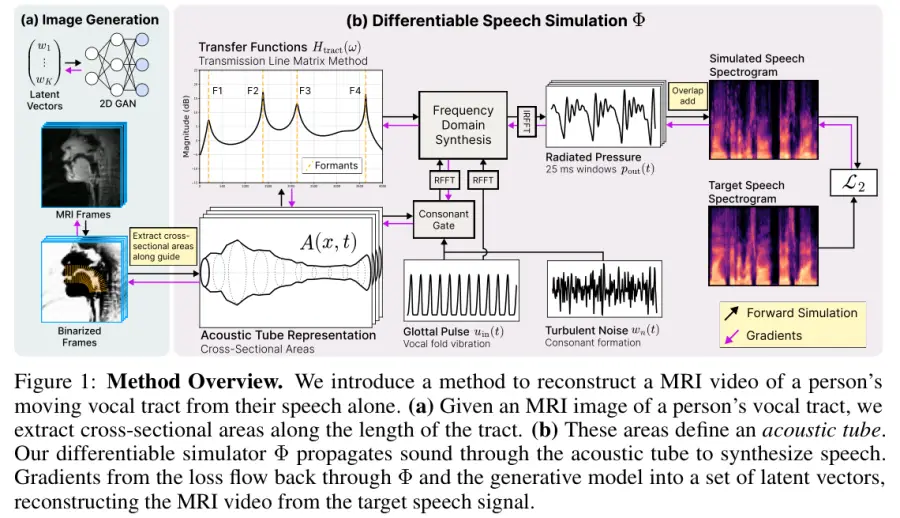 (a) Image Generation
w1
⋮
wK
Latent
Vectors
2D GAN
MRI Frames
Binarized
Frames
Extract cross-
sectional areas
along guide
(b) Differentiable Speech Simulation Φ
Transfer Functions Htract(ω)
Transmission Line Matrix Method
Magnitude (dB)
F1
F2
F3
F4
Formants
A(x, t)
Acoustic Tube Representation
Cross-Sectional Areas
Frequency
Domain
Synthesis
RFFT
RFFT
Consonant
Gate
IRFFT
Glottal Pulse uin(t)
Vocal fold vibration
Turbulent Noise wn(t)
Consonant formation
Radiated Pressure
25 ms windows pout(t)
Overlap
add
Simulated Speech
Spectrogram
Target Speech
Spectrogram
ℒ2
Forward Simulation
Gradients
Figure 1: Method Overview. We introduce a method to reconstruct a MRI video of a person's
moving vocal tract from their speech alone. (a) Given an MRI image of a person's vocal tract, we
extract cross-sectional areas along the length of the tract. (b) These areas define an acoustic tube.
Our differentiable simulator Φ propagates sound through the acoustic tube to synthesize speech.
Gradients from the loss flow back through Φ and the generative model into a set of latent vectors,
reconstructing the MRI video from the target speech signal.